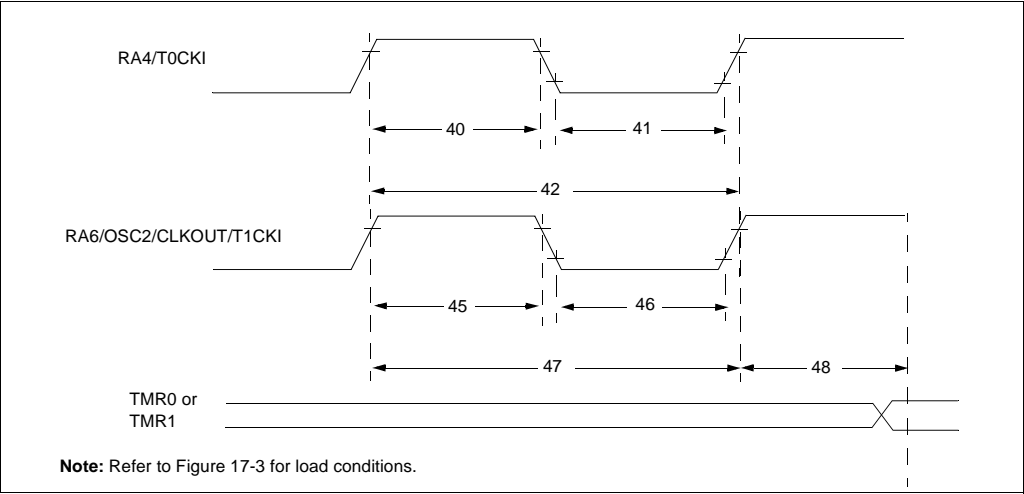 RA4/T0CKI
40
41
42
RA6/OSC2/CLKOUT/T1CKI
45
46
47
48
TMR0 or
TMR1
Note: Refer to Figure 17-3 for load conditions.